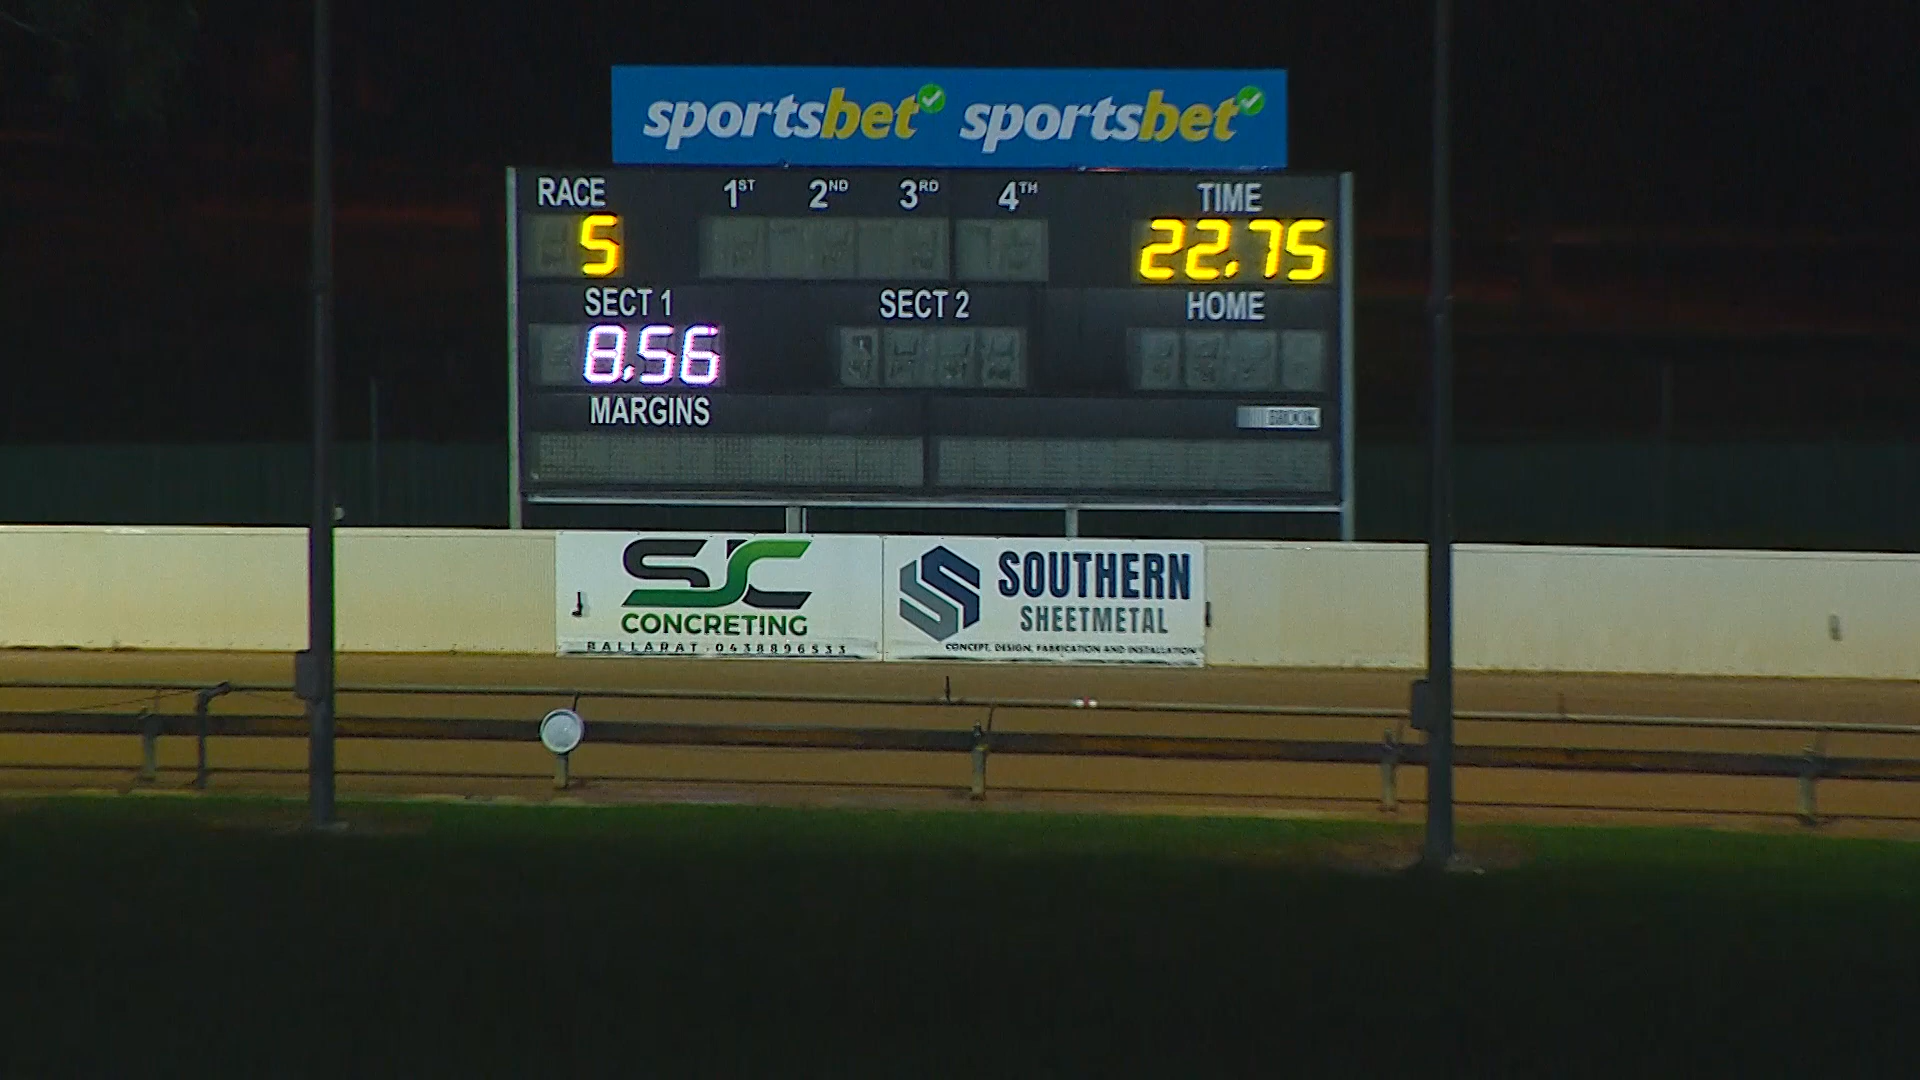 sportsbet sportsbet
RACE 1ST 2ND 3RD 4TH TIME
5 22.75
SECT 1 SECT 2 HOME
8.56
MARGINS
BROOK
SJC
CONCRETING
BALLARAT · 0438896533
SOUTHERN
SHEETMETAL
CONCEPT, DESIGN, FABRICATION AND INSTALLATION